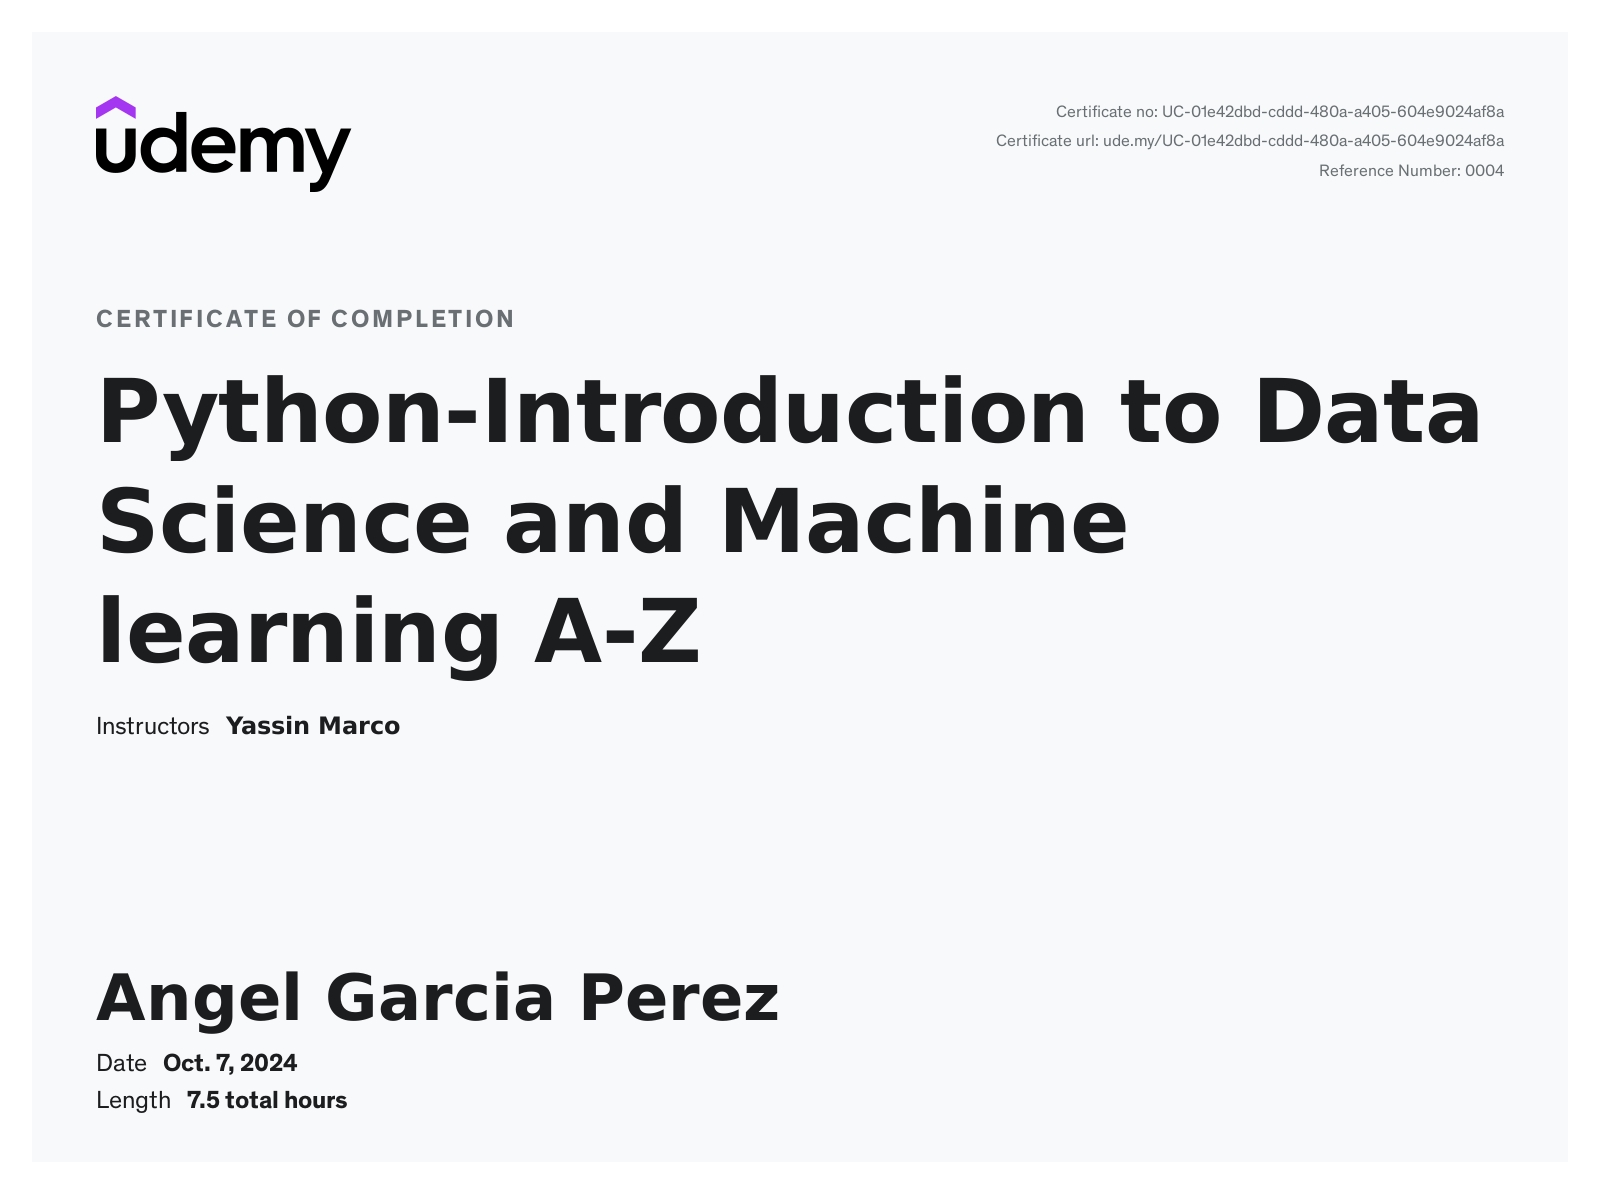 udemy
Certificate no: UC-01e42dbd-cddd-480a-a405-604e9024af8a
Certificate url: ude.my/UC-01e42dbd-cddd-480a-a405-604e9024af8a
Reference Number: 0004
CERTIFICATE OF COMPLETION
Python-Introduction to Data
Science and Machine
learning A-Z
Instructors Yassin Marco
Angel Garcia Perez
Date Oct. 7, 2024
Length 7.5 total hours